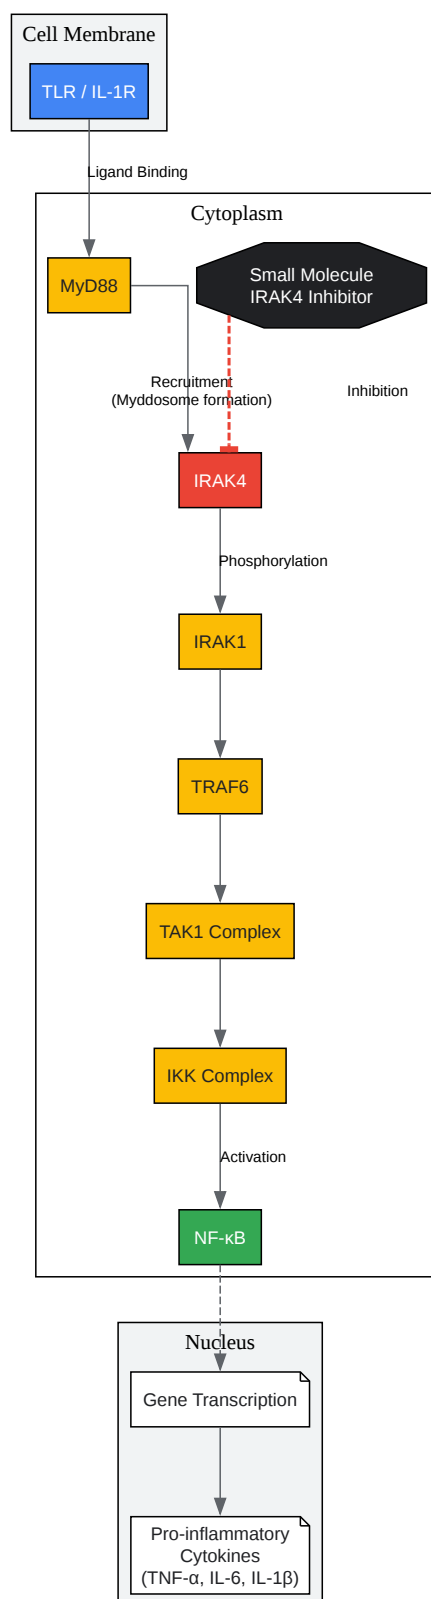 Cell Membrane
TLR / IL-1R
Ligand Binding
Cytoplasm
MyD88
Small Molecule
IRAK4 Inhibitor
Recruitment
(Myddosome formation)
Inhibition
IRAK4
Phosphorylation
IRAK1
TRAF6
TAK1 Complex
IKK Complex
Activation
NF-κB
Nucleus
Gene Transcription
Pro-inflammatory
Cytokines
(TNF-α, IL-6, IL-1β)